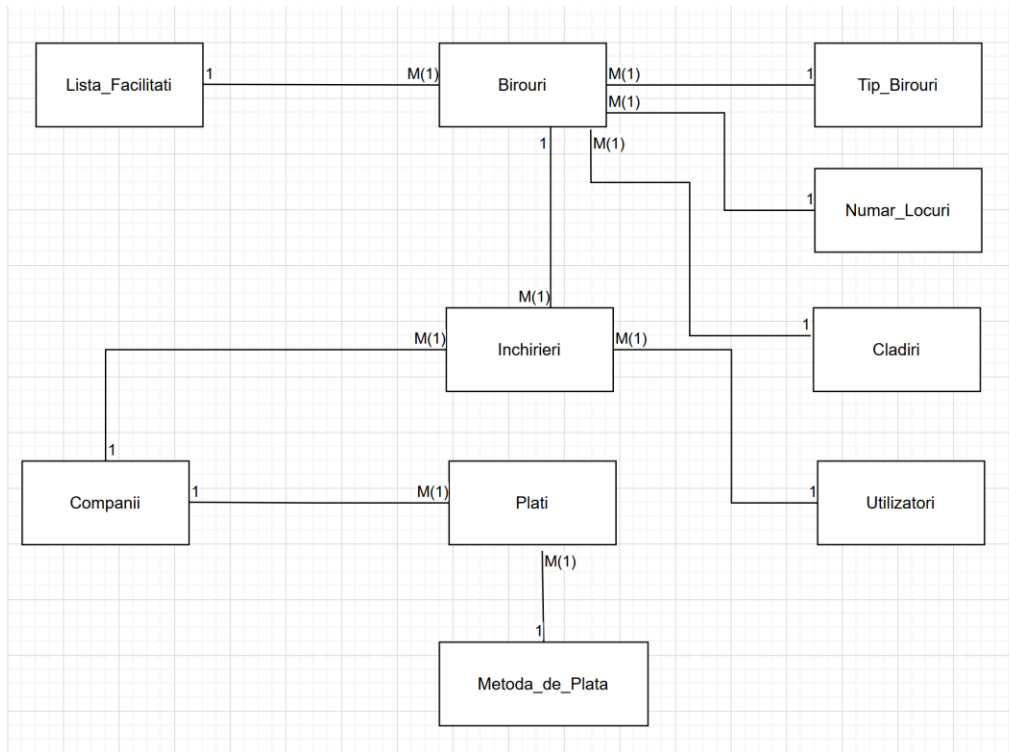 Lista_Facilitati
1
M(1)
Birouri
M(1)
1
Tip_Birouri
M(1)
1
M(1)
1
Numar_Locuri
M(1)
M(1)
Inchirieri
M(1)
1
Cladiri
1
Companii
1
M(1)
Plati
1
Utilizatori
M(1)
1
Metoda_de_Plata